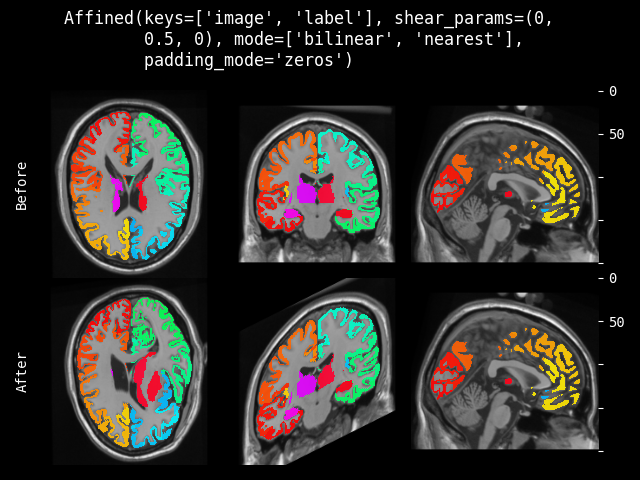 Affined(keys=['image', 'label'], shear_params=(0,
0.5, 0), mode=['bilinear', 'nearest'],
padding_mode='zeros')
Before
0
50
After
0
50